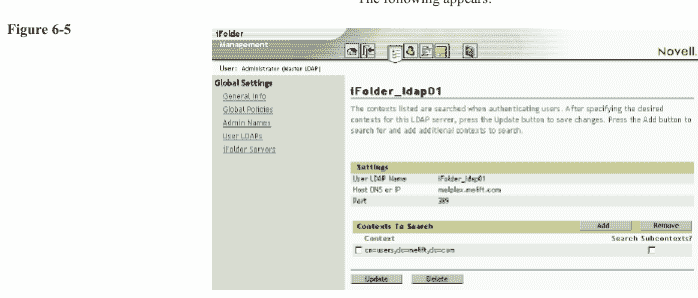 The following appears:
Figure 6-5
iFolder
Management
Novell.
User: Administrator (Master LDAP)
Global Settings
General Info
Global Policies
Admin Names
User LDAPs
iFolder Servers
iFolder_ldap01
The contexts listed are searched when authenticating users. After specifying the desired
contexts for this LDAP server, press the Update button to save changes. Press the Add button to
search for and add additional contexts to search.
Settings
User LDAP Name iFolder_ldap01
Host DNS or IP
Port 389
Contexts To Search Add Remove
Context Search Subcontexts?
Update Delete